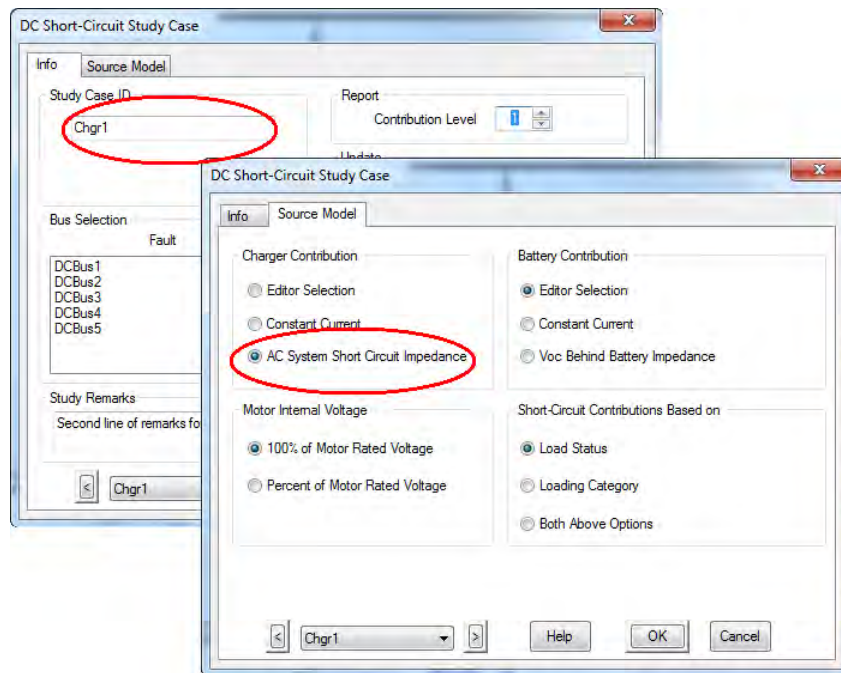 DC Short-Circuit Study Case
Info
Source Model
Study Case ID
Chgr1
Report
Contribution Level
1
Update
Bus Selection
Fault
DCBus1
DCBus2
DCBus3
DCBus4
DCBus5
Study Remarks
Second line of remarks fo
< Chgr1
DC Short-Circuit Study Case
Info
Source Model
Charger Contribution
Editor Selection
Constant Current
AC System Short Circuit Impedance
Battery Contribution
Editor Selection
Constant Current
Voc Behind Battery Impedance
Motor Internal Voltage
100% of Motor Rated Voltage
Percent of Motor Rated Voltage
Short-Circuit Contributions Based on
Load Status
Loading Category
Both Above Options
< Chgr1 > Help OK Cancel